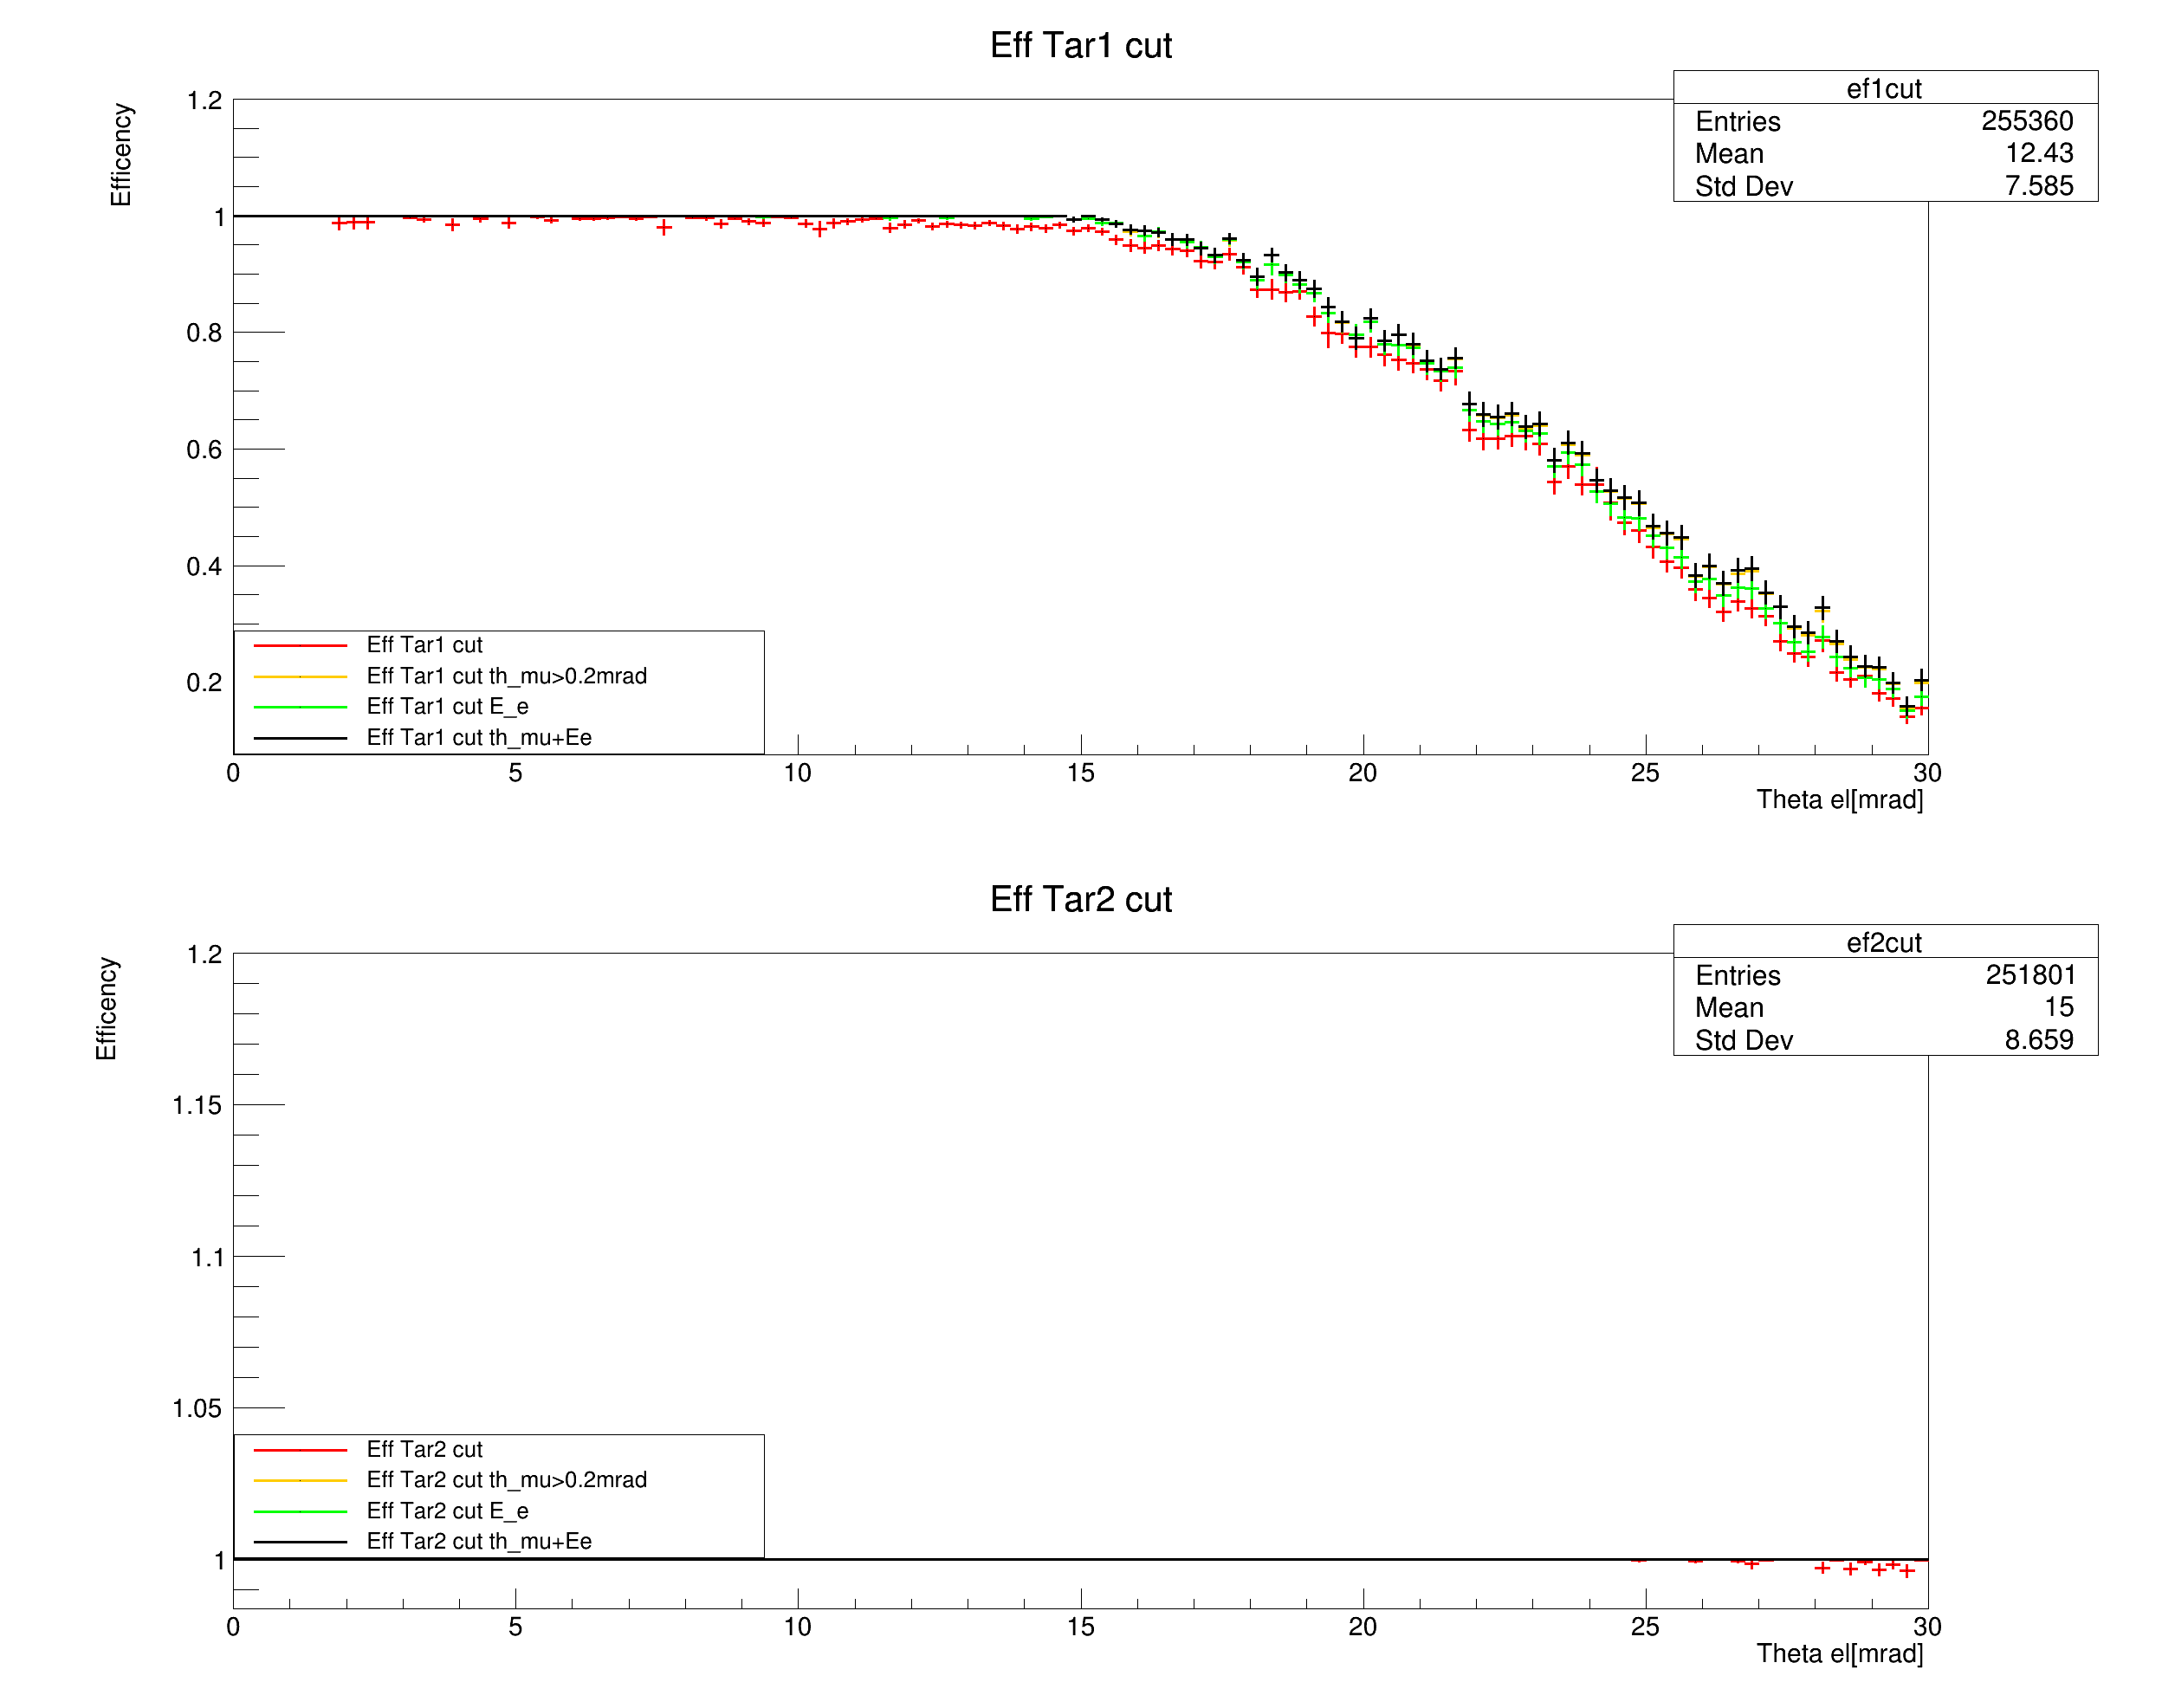 Eff Tar1 cut
ef1cut
Entries 255360
Mean 12.43
Std Dev 7.585
Efficency
1.2
1
0.8
0.6
0.4
0.2
Eff Tar1 cut
Eff Tar1 cut th_mu>0.2mrad
Eff Tar1 cut E_e
Eff Tar1 cut th_mu+Ee
0 5 10 15 20 25 30
Theta el[mrad]
Eff Tar2 cut
ef2cut
Entries 251801
Mean 15
Std Dev 8.659
Efficency
1.2
1.15
1.1
1.05
1
Eff Tar2 cut
Eff Tar2 cut th_mu>0.2mrad
Eff Tar2 cut E_e
Eff Tar2 cut th_mu+Ee
0 5 10 15 20 25 30
Theta el[mrad]